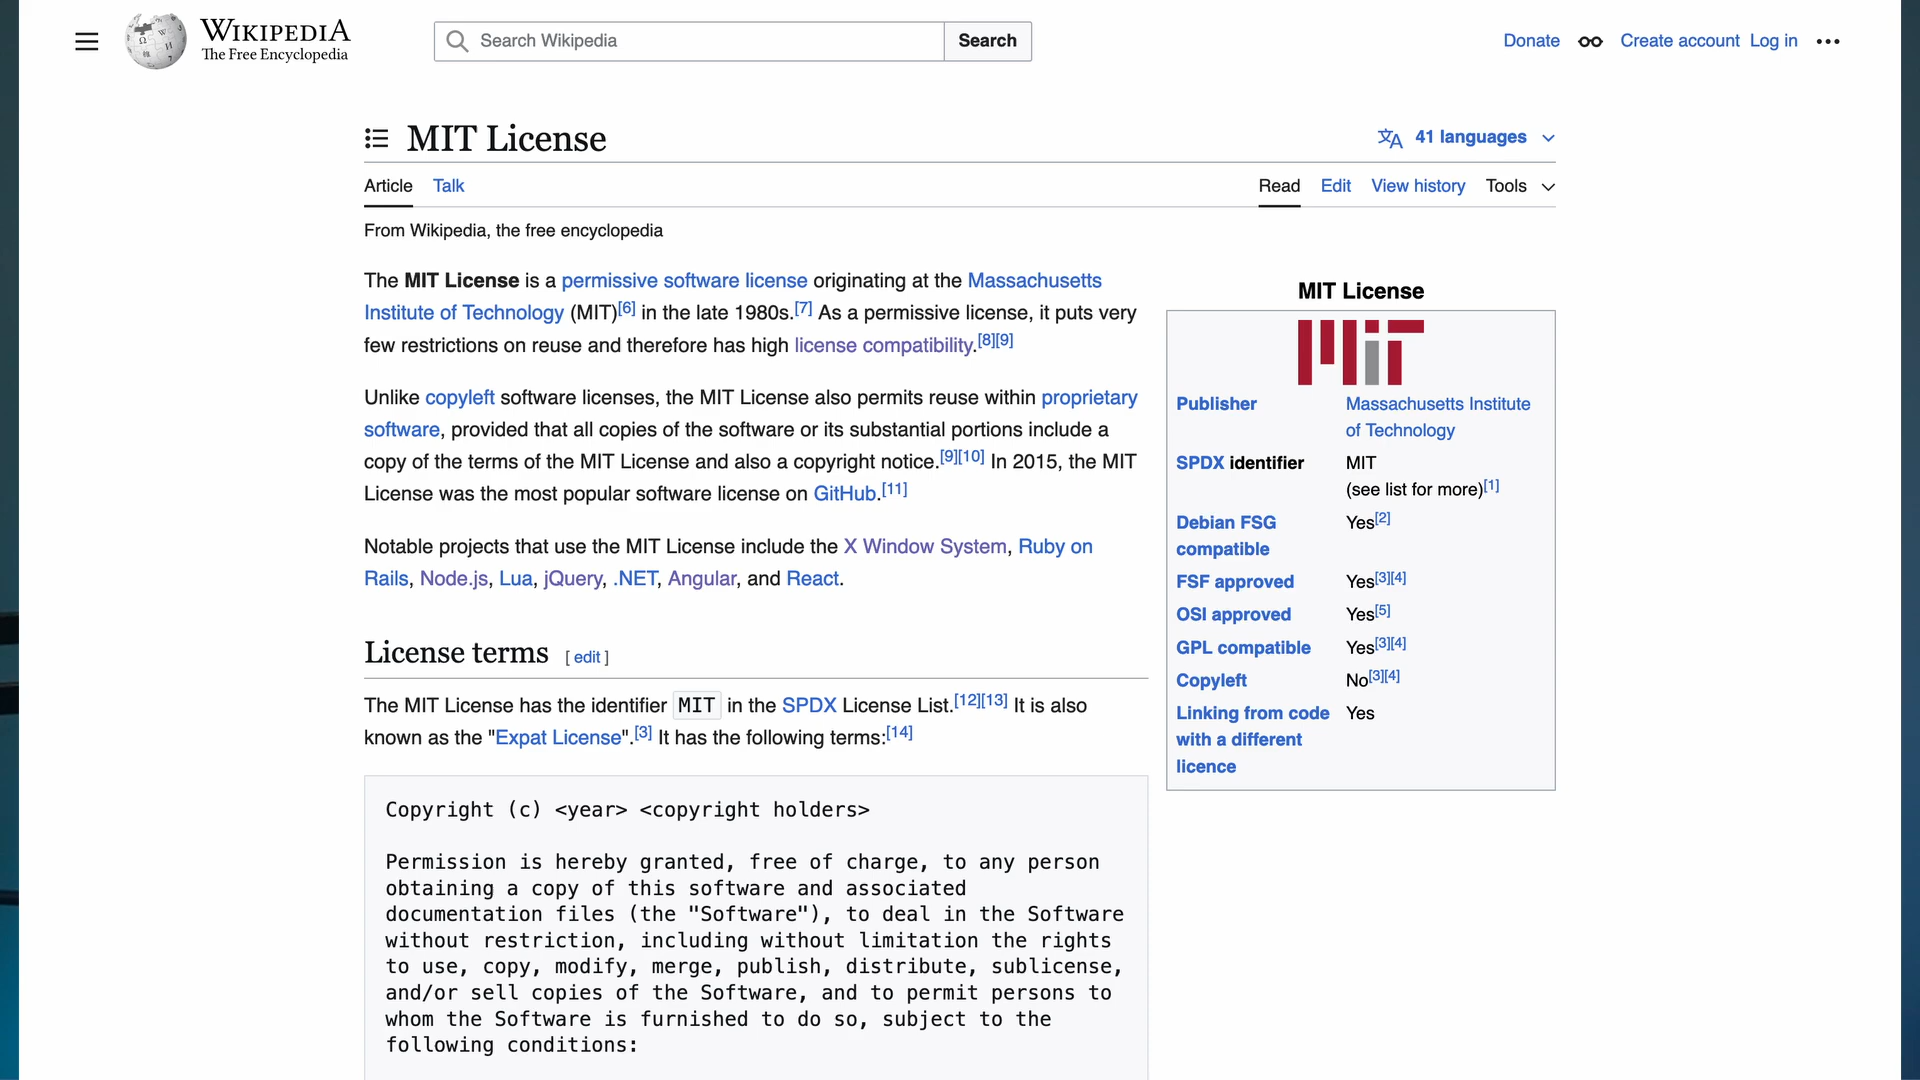 WIKIPEDIA
The Free Encyclopedia
Search Wikipedia
Search
Donate
Create account
Log in
MIT License
41 languages
Article
Talk
Read
Edit
View history
Tools
From Wikipedia, the free encyclopedia
The MIT License is a permissive software license originating at the Massachusetts
Institute of Technology (MIT)[6] in the late 1980s.[7] As a permissive license, it puts very
few restrictions on reuse and therefore has high license compatibility.[8][9]
Unlike copyleft software licenses, the MIT License also permits reuse within proprietary
software, provided that all copies of the software or its substantial portions include a
copy of the terms of the MIT License and also a copyright notice.[9][10] In 2015, the MIT
License was the most popular software license on GitHub.[11]
Notable projects that use the MIT License include the X Window System, Ruby on
Rails, Node.js, Lua, jQuery, .NET, Angular, and React.
License terms [ edit ]
The MIT License has the identifier MIT in the SPDX License List.[12][13] It is also
known as the "Expat License".[3] It has the following terms:[14]
Copyright (c) <year> <copyright holders>
Permission is hereby granted, free of charge, to any person
obtaining a copy of this software and associated
documentation files (the "Software"), to deal in the Software
without restriction, including without limitation the rights
to use, copy, modify, merge, publish, distribute, sublicense,
and/or sell copies of the Software, and to permit persons to
whom the Software is furnished to do so, subject to the
following conditions:
MIT License
MIT
Publisher
Massachusetts Institute
of Technology
SPDX identifier
MIT
(see list for more)[1]
Debian FSG
compatible
Yes[2]
FSF approved
Yes[3][4]
OSI approved
Yes[5]
GPL compatible
Yes[3][4]
Copyleft
No[3][4]
Linking from code
with a different
licence
Yes